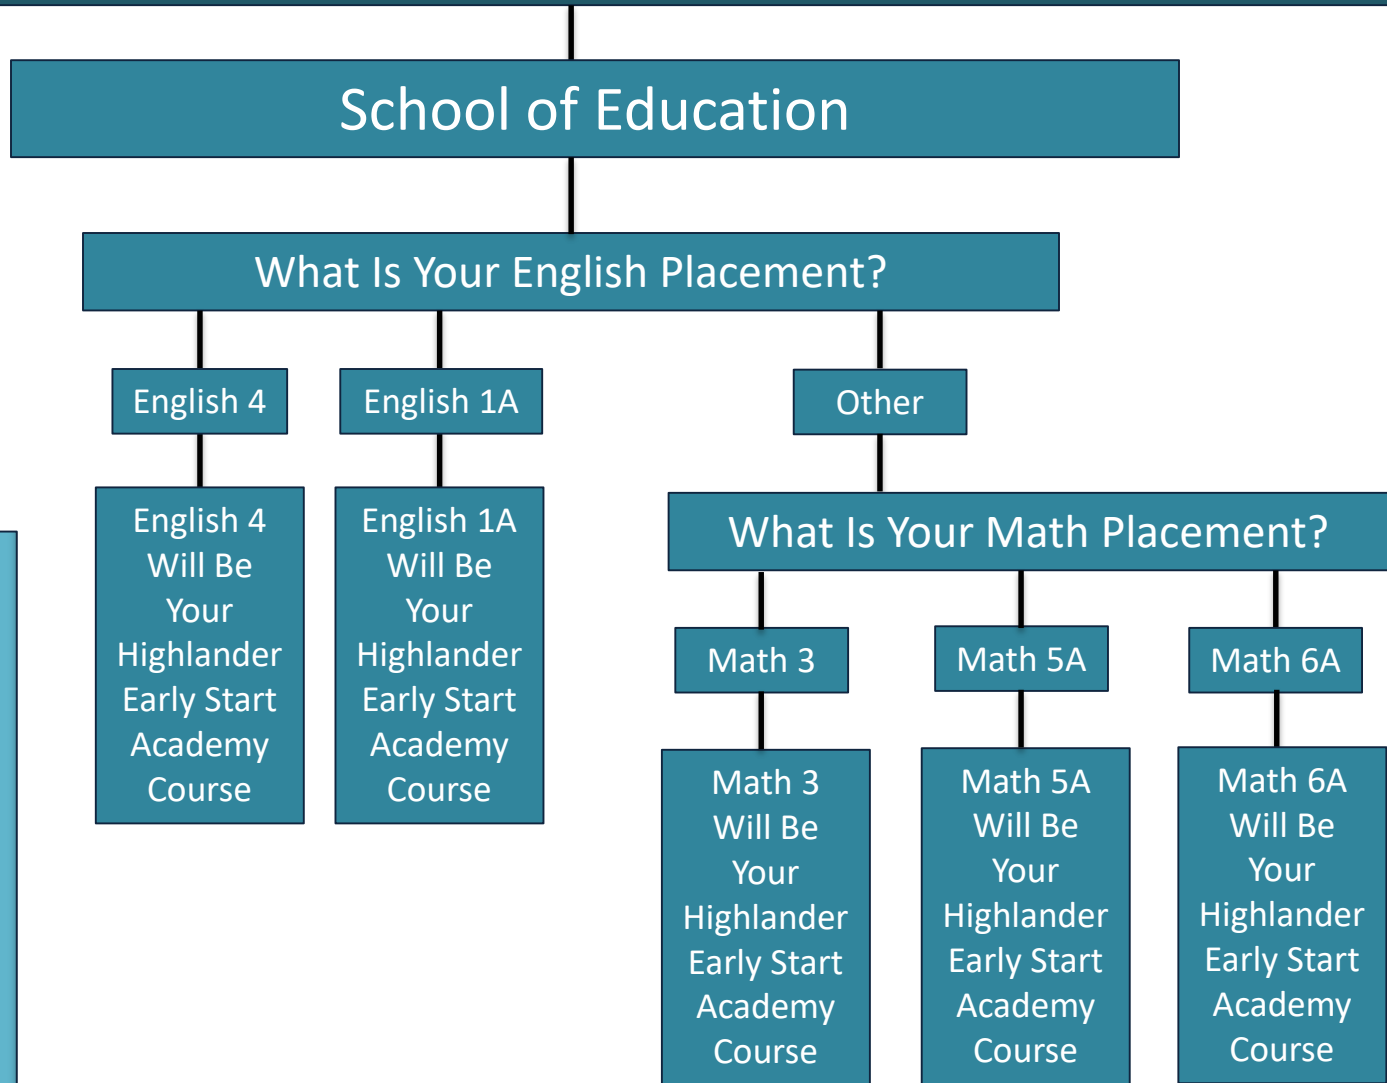 School of Education
What Is Your English Placement?
English 4
English 1A
Other
English 4
Will Be
Your
Highlander
Early Start
Academy
Course
English 1A
Will Be
Your
Highlander
Early Start
Academy
Course
What Is Your Math Placement?
Math 3
Math 5A
Math 6A
Math 3
Will Be
Your
Highlander
Early Start
Academy
Course
Math 5A
Will Be
Your
Highlander
Early Start
Academy
Course
Math 6A
Will Be
Your
Highlander
Early Start
Academy
Course